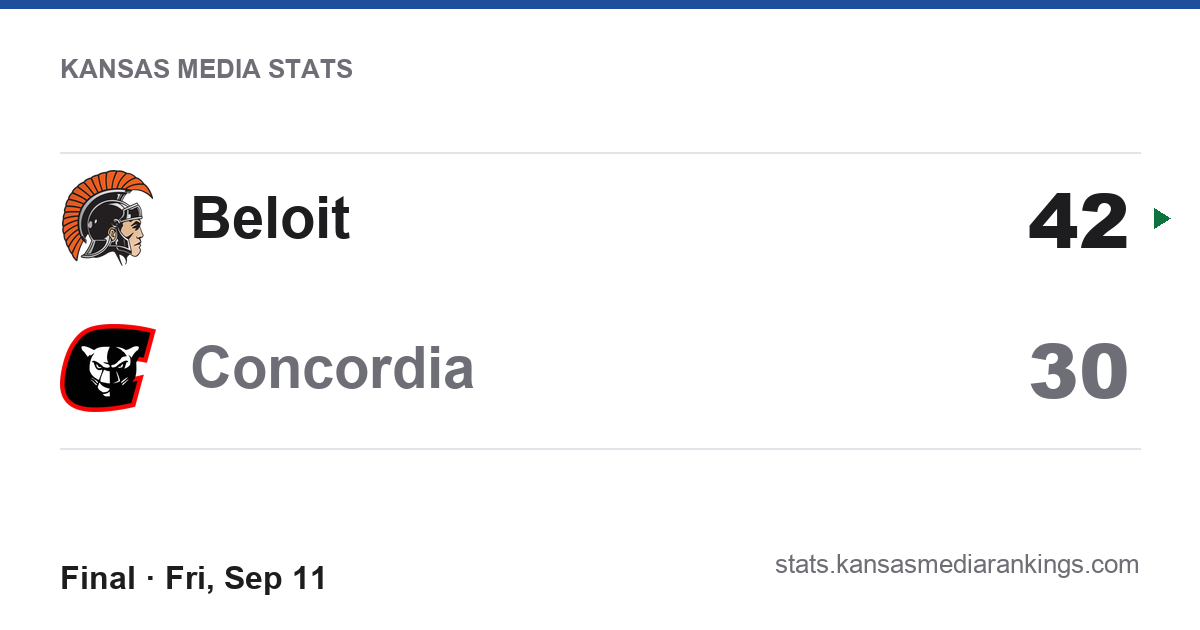 KANSAS MEDIA STATS
Beloit 42
Concordia 30
Final · Fri, Sep 11
stats.kansasmediarankings.com